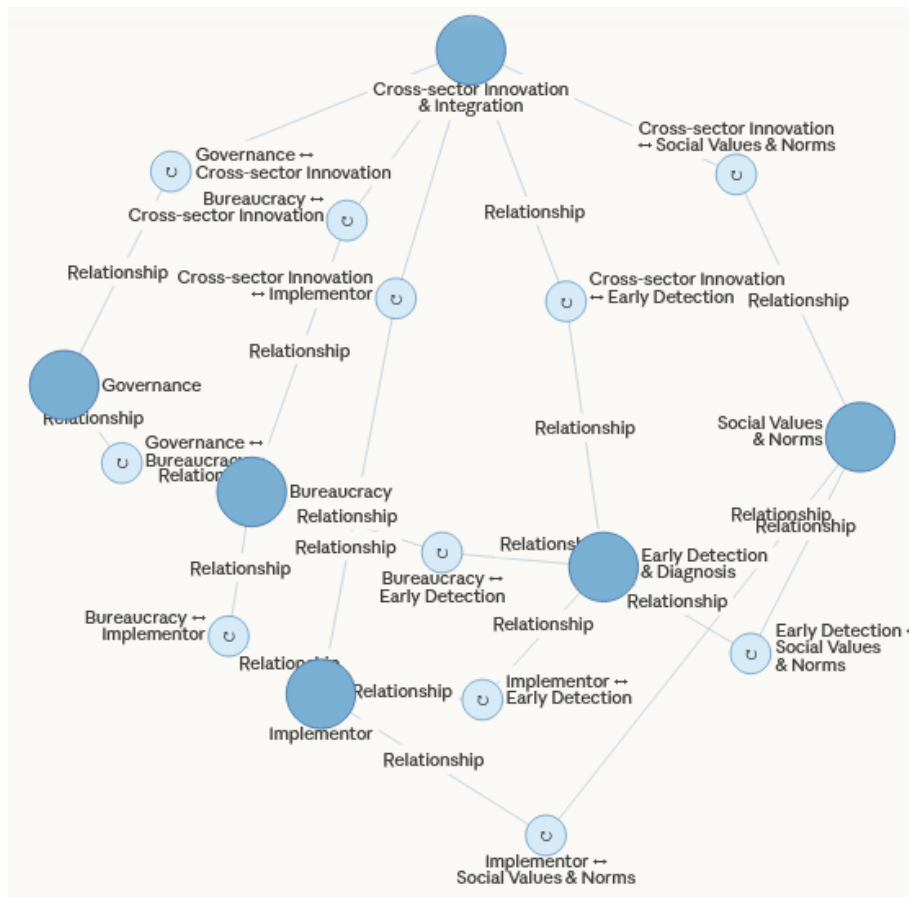 Cross-sector Innovation
& Integration
Cross-sector Innovation
↔ Social Values & Norms
Governance ↔
Cross-sector Innovation
Bureaucracy ↔
Cross-sector Innovation
Relationship
Relationship
Cross-sector Innovation
↔ Implementor
Cross-sector Innovation
↔ Early Detection
Relationship
Relationship
Governance
Relationship
Social Values
& Norms
Relationship
Governance ↔
Bureaucracy
Relation
Bureaucracy
Relationship
Relationship
Relationship
Relationship
Relationsh
Early Detection
& Diagnosis
Relationship
Bureaucracy ↔
Early Detection
Relationship
Bureaucracy ↔
Implementor
Relationship
Early Detection
Social Values
& Norms
Relationship
Relationship
Implementor ↔
Early Detection
Implementor
Relationship
Implementor ↔
Social Values & Norms